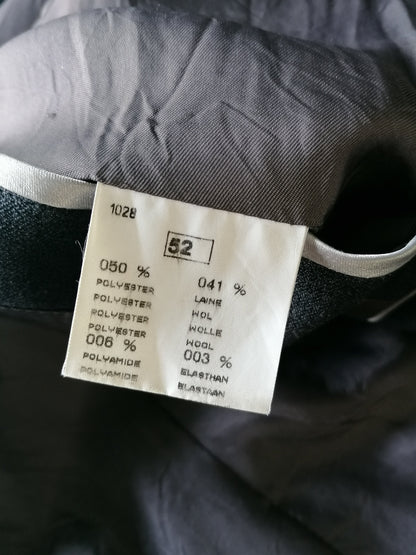 1028
52
050 %
POLYESTER
POLYESTER
POLYESTER
POLYESTER
006 %
POLYAMIDE
POLYAMIDE
041 %
LAINE
WOL
WOLLE
WOOL
003 %
ELASTHAN
ELASTAAN